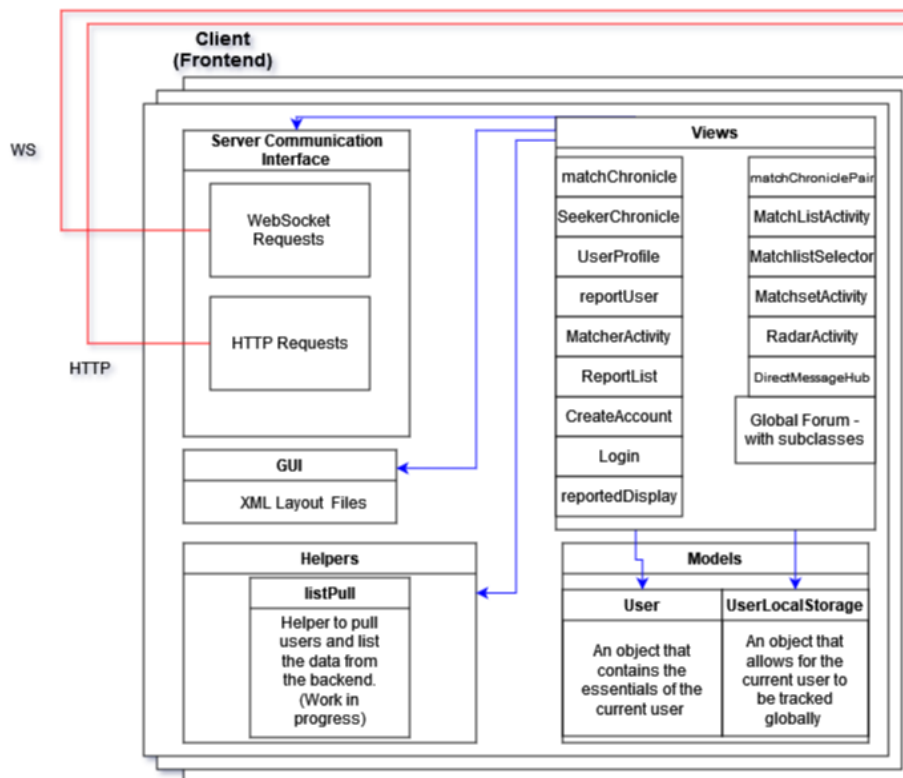 Client
(Frontend)
WS
HTTP
Server Communication
Interface
WebSocket
Requests
HTTP Requests
GUI
XML Layout Files
Helpers
listPull
Helper to pull
users and list
the data from
the backend.
(Work in
progress)
Views
matchChronicle
SeekerChronicle
UserProfile
reportUser
MatcherActivity
ReportList
CreateAccount
Login
reportedDisplay
matchChroniclePair
MatchListActivity
MatchlistSelector
MatchsetActivity
RadarActivity
DirectMessageHub
Global Forum -
with subclasses
Models
User
An object that
contains the
essentials of the
current user
UserLocalStorage
An object that
allows for the
current user to
be tracked
globally